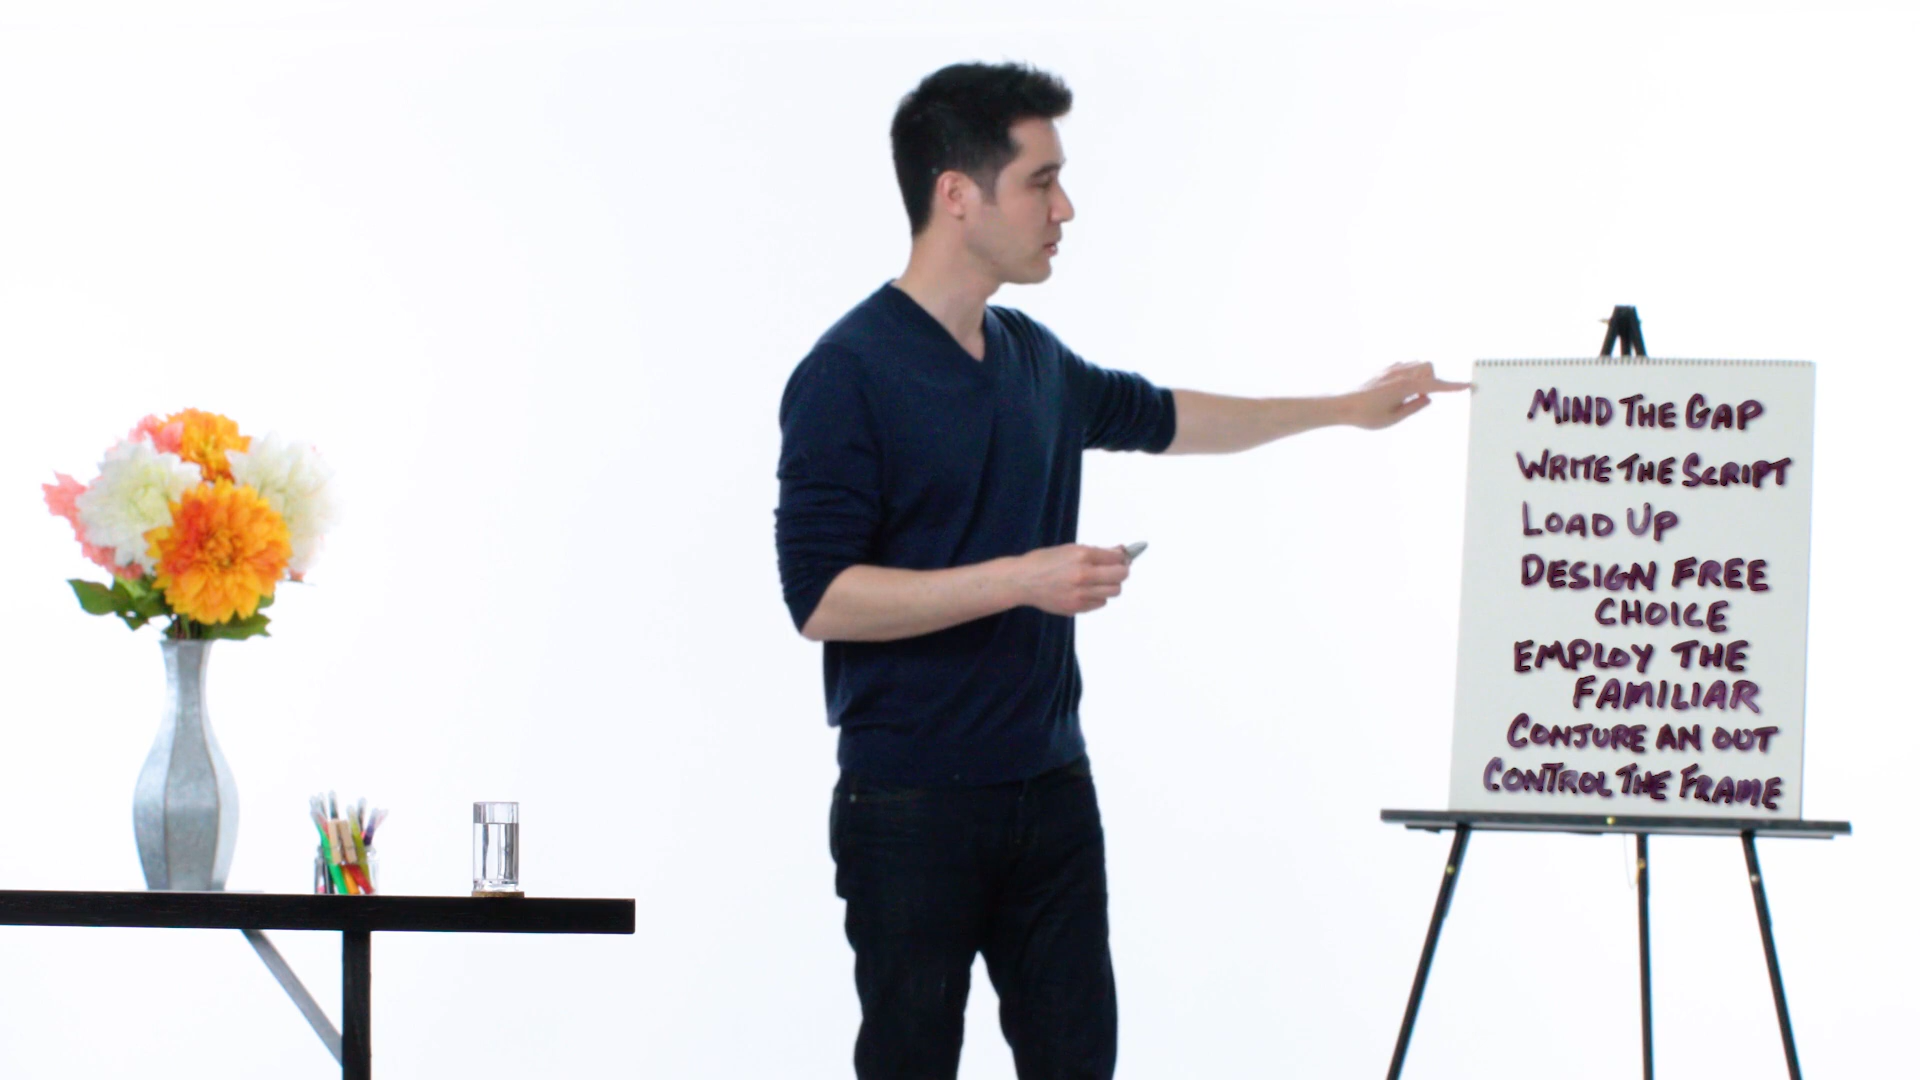 MIND THE GAP
WRITE THE SCRIPT
LOAD UP
DESIGN FREE
CHOICE
EMPLOY THE
FAMILIAR
CONJURE AN OUT
CONTROL THE FRAME